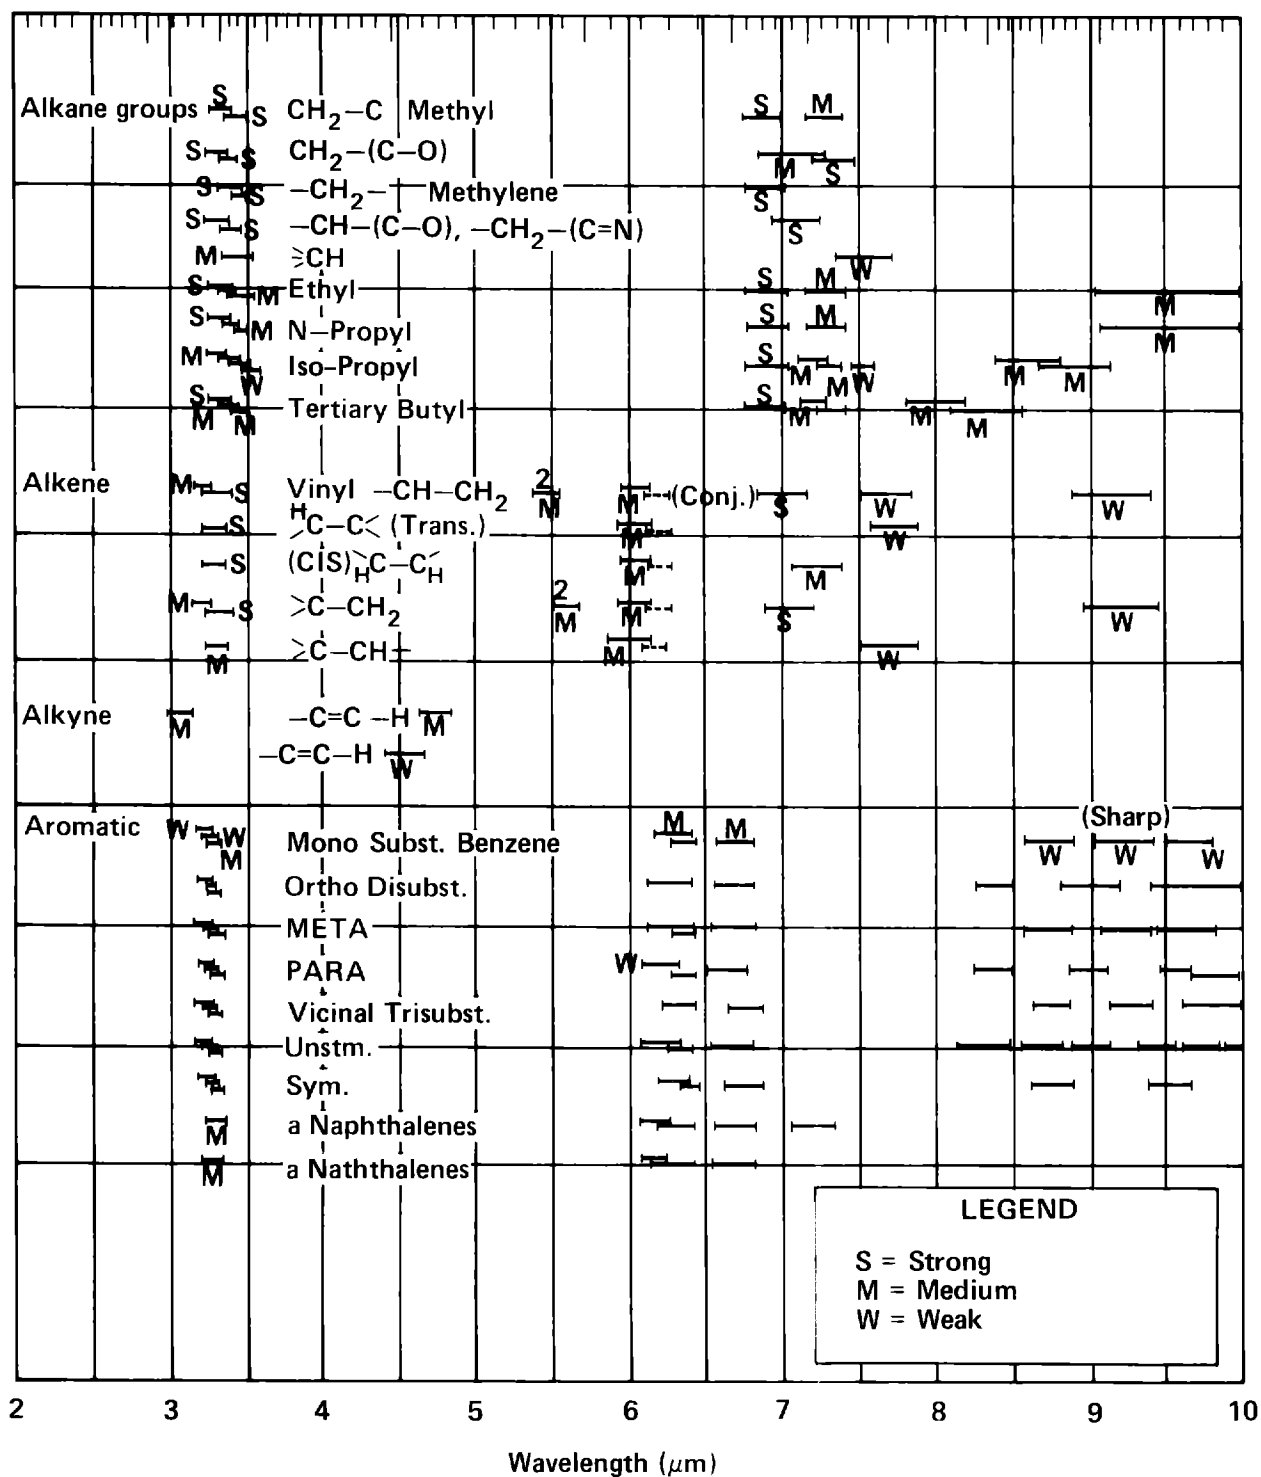 S
Alkane groups S CH2–C Methyl S M
S S CH2–(C–O) M S
S S –CH2– Methylene S
S S –CH–(C–O), –CH2–(C=N) S
M >CH W
S M Ethyl S M M
S M N–Propyl S M M
M W Iso-Propyl S M M W M M
S M M Tertiary Butyl S M M M
Alkene M S Vinyl –CH–CH2 2 M M (Conj.) S W W
S H>C–C< (Trans.) M W
S (CIS)>HC–C<H M M
M S >C–CH2 2 M M S W
M >C–CH+ M W
Alkyne M –C=C –H M
–C=C–H W
(Sharp)
Aromatic W W M Mono Subst. Benzene M M W W W
Ortho Disubst.
META
PARA W
Vicinal Trisubst.
Unstm.
Sym.
M a Naphthalenes
M a Naththalenes
LEGEND
S = Strong
M = Medium
W = Weak
2 3 4 5 6 7 8 9 10
Wavelength (μm)